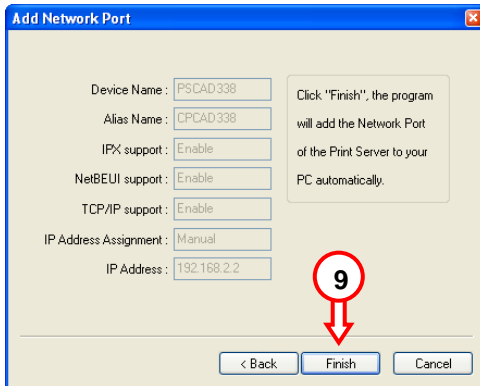 Add Network Port
Device Name : PSCAD338
Alias Name : CPCAD338
IPX support : Enable
NetBEUI support : Enable
TCP/IP support : Enable
IP Address Assignment : Manual
IP Address : 192.168.2.2
Click "Finish", the program
will add the Network Port
of the Print Server to your
PC automatically.
9
< Back
Finish
Cancel